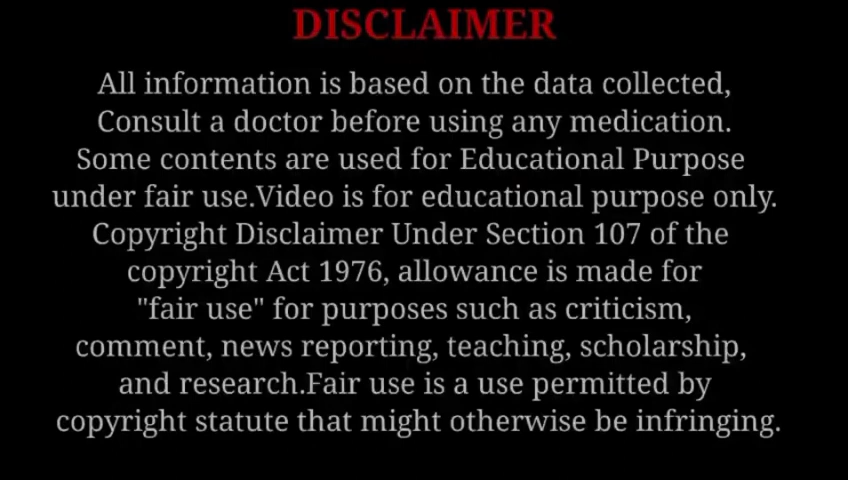 DISCLAIMER
All information is based on the data collected,
Consult a doctor before using any medication.
Some contents are used for Educational Purpose
under fair use.Video is for educational purpose only.
Copyright Disclaimer Under Section 107 of the
copyright Act 1976, allowance is made for
"fair use" for purposes such as criticism,
comment, news reporting, teaching, scholarship,
and research.Fair use is a use permitted by
copyright statute that might otherwise be infringing.